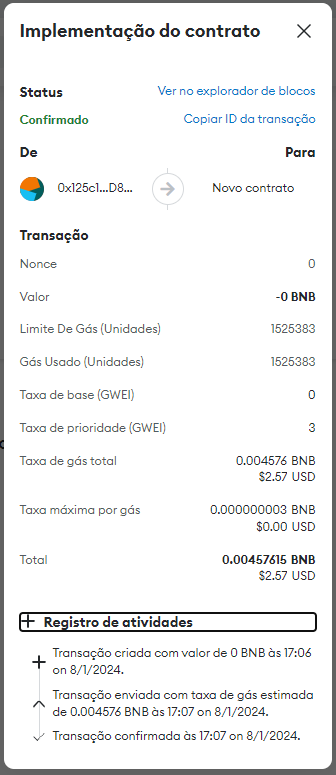 Implementação do contrato
Status Ver no explorador de blocos
Confirmado Copiar ID da transação
De Para
0x125c1...D8... Novo contrato
Transação
Nonce 0
Valor -0 BNB
Limite De Gás (Unidades) 1525383
Gás Usado (Unidades) 1525383
Taxa de base (GWEI) 0
Taxa de prioridade (GWEI) 3
Taxa de gás total 0.004576 BNB
$2.57 USD
Taxa máxima por gás 0.000000003 BNB
$0.00 USD
Total 0.00457615 BNB
$2.57 USD
Registro de atividades
Transação criada com valor de 0 BNB às 17:06
on 8/1/2024.
Transação enviada com taxa de gás estimada
de 0.004576 BNB às 17:07 on 8/1/2024.
Transação confirmada às 17:07 on 8/1/2024.